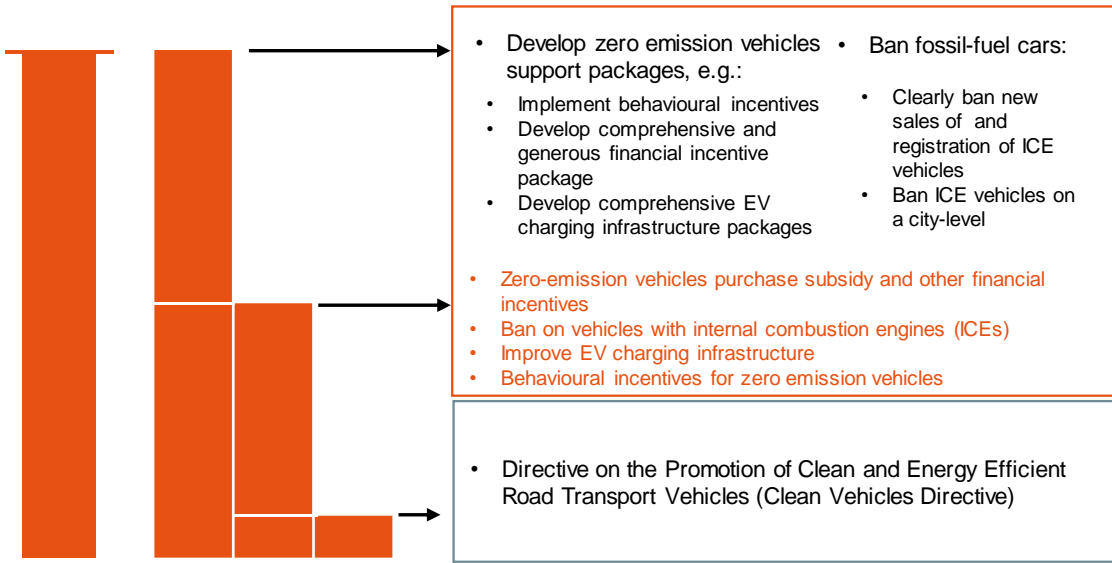 • Develop zero emission vehicles
support packages, e.g.:
• Implement behavioural incentives
• Develop comprehensive and
generous financial incentive
package
• Develop comprehensive EV
charging infrastructure packages
• Ban fossil-fuel cars:
• Clearly ban new
sales of and
registration of ICE
vehicles
• Ban ICE vehicles on
a city-level
• Zero-emission vehicles purchase subsidy and other financial
incentives
• Ban on vehicles with internal combustion engines (ICEs)
• Improve EV charging infrastructure
• Behavioural incentives for zero emission vehicles
• Directive on the Promotion of Clean and Energy Efficient
Road Transport Vehicles (Clean Vehicles Directive)